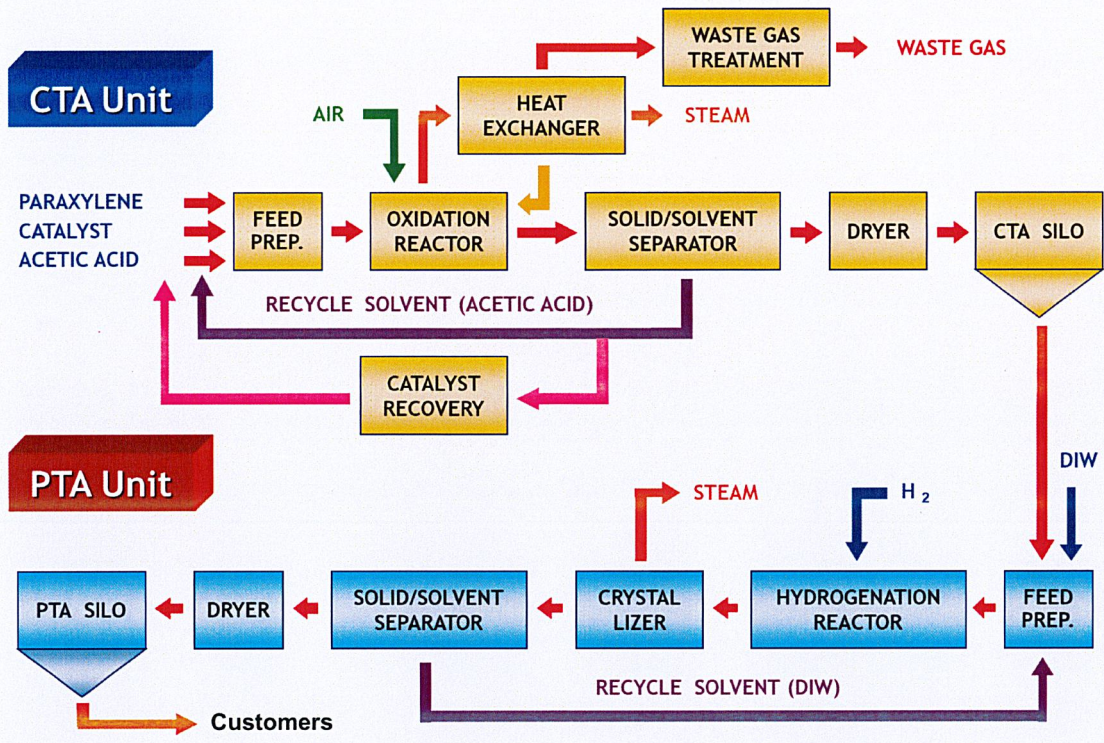 CTA Unit
WASTE GAS
TREATMENT
WASTE GAS
AIR
HEAT
EXCHANGER
STEAM
PARAXYLENE
CATALYST
ACETIC ACID
FEED
PREP.
OXIDATION
REACTOR
SOLID/SOLVENT
SEPARATOR
DRYER
CTA SILO
RECYCLE SOLVENT (ACETIC ACID)
CATALYST
RECOVERY
PTA Unit
STEAM
H 2
DIW
PTA SILO
DRYER
SOLID/SOLVENT
SEPARATOR
CRYSTAL
LIZER
HYDROGENATION
REACTOR
FEED
PREP.
RECYCLE SOLVENT (DIW)
Customers